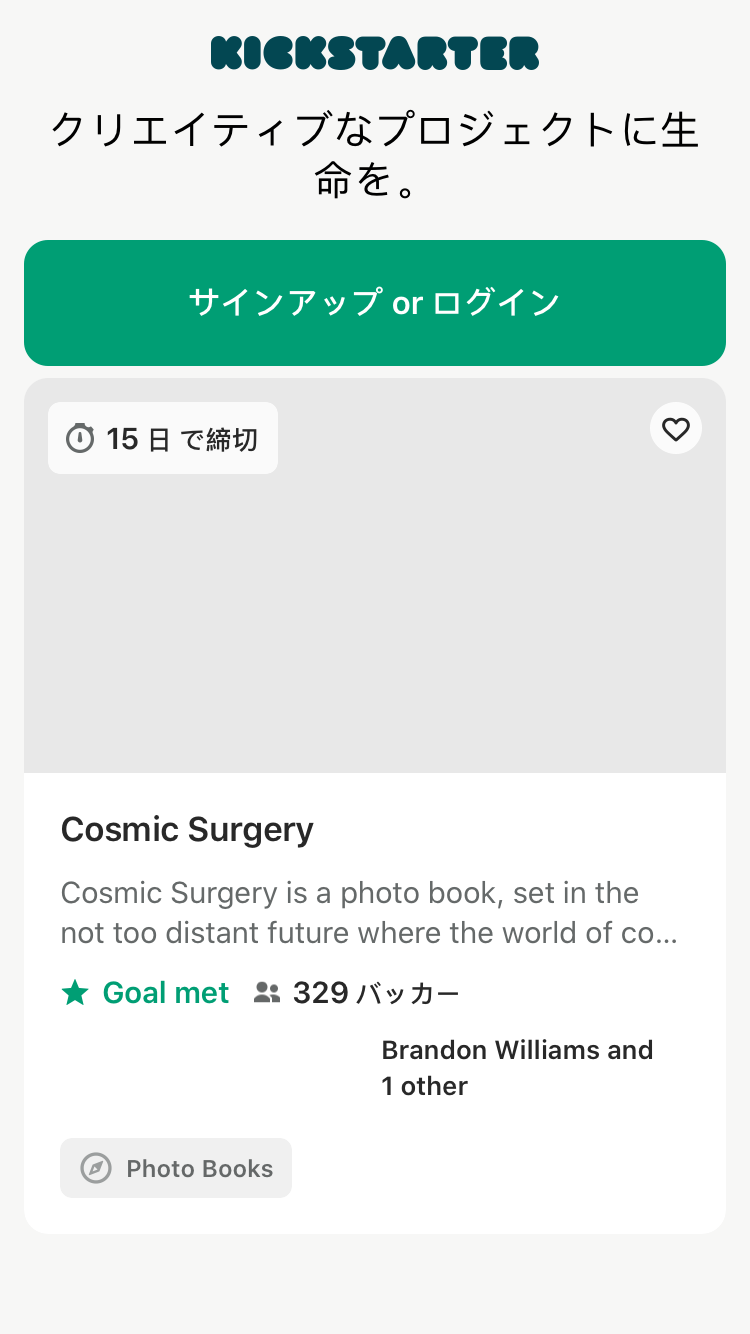 KICKSTARTER
クリエイティブなプロジェクトに生
命を。
サインアップ or ログイン
15 日 で締切
Cosmic Surgery
Cosmic Surgery is a photo book, set in the
not too distant future where the world of co...
Goal met 329 バッカー
Brandon Williams and
1 other
Photo Books